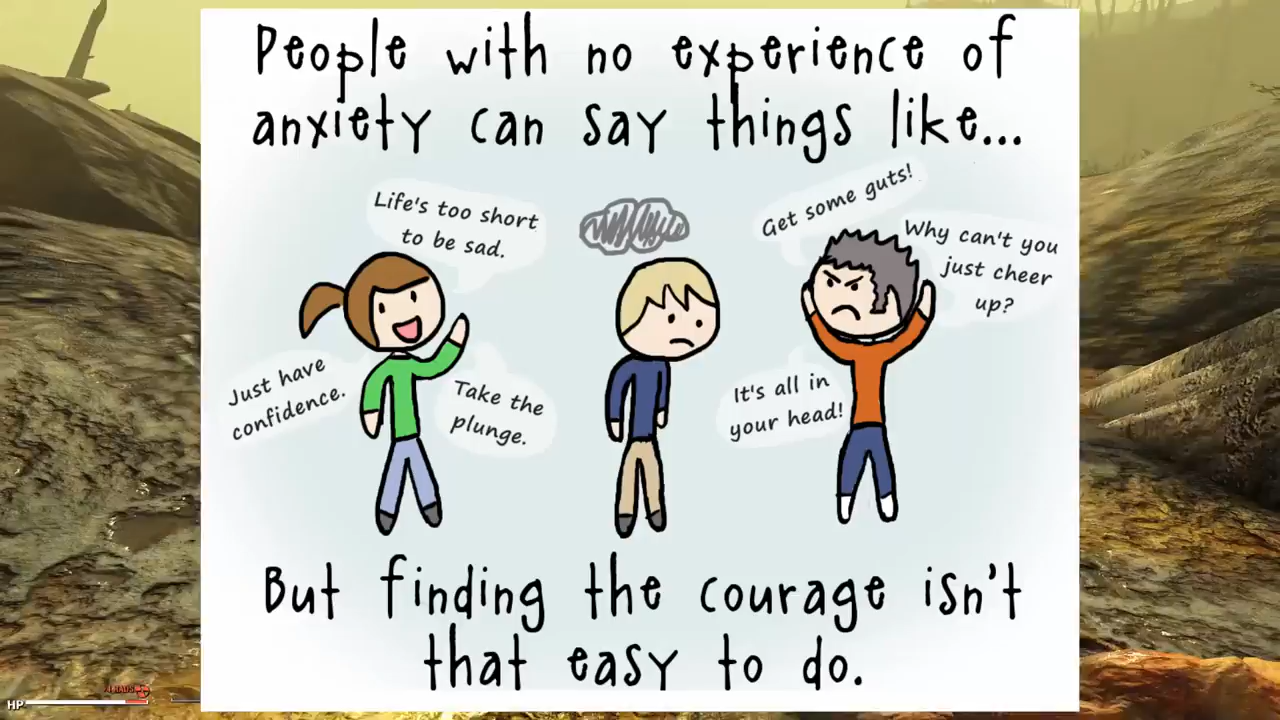 People with no experience of
anxiety can say things like...
Life's too short
to be sad.
Just have
confidence.
Take the
plunge.
Get some guts!
Why can't you
just cheer
up?
It's all in
your head!
But finding the courage isn't
that easy to do.
HP